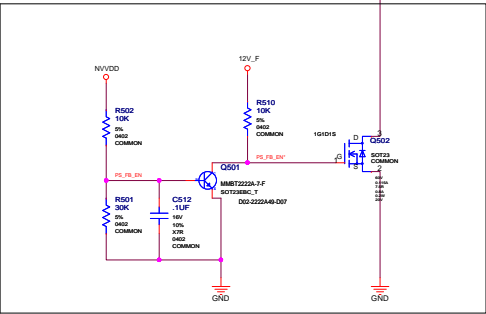 12V_F
NVVDD
R502
10K
5%
0402
COMMON
R510
10K
5%
0402
COMMON
1G1D1S
D
3
Q502
G
S
SOT23
COMMON
2
PS_FB_EN
PS_FB_EN*
Q501
MMBT2222A-7-F
SOT23EBC_T
D02-2222A49-D07
R501
30K
5%
0402
COMMON
C512
.1UF
16V
10%
X7R
0402
COMMON
GND
GND